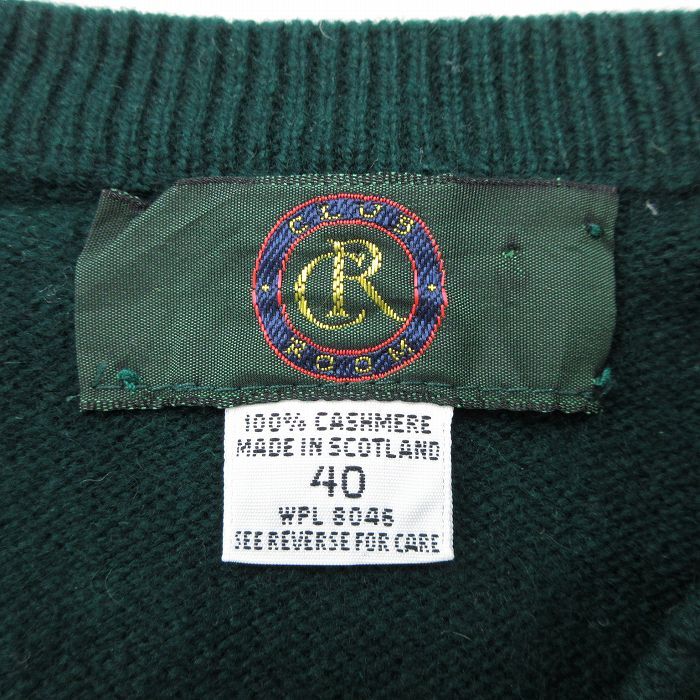 CLUB
CR
ROOM
100% CASHMERE
MADE IN SCOTLAND
40
WPL 8046
SEE REVERSE FOR CARE